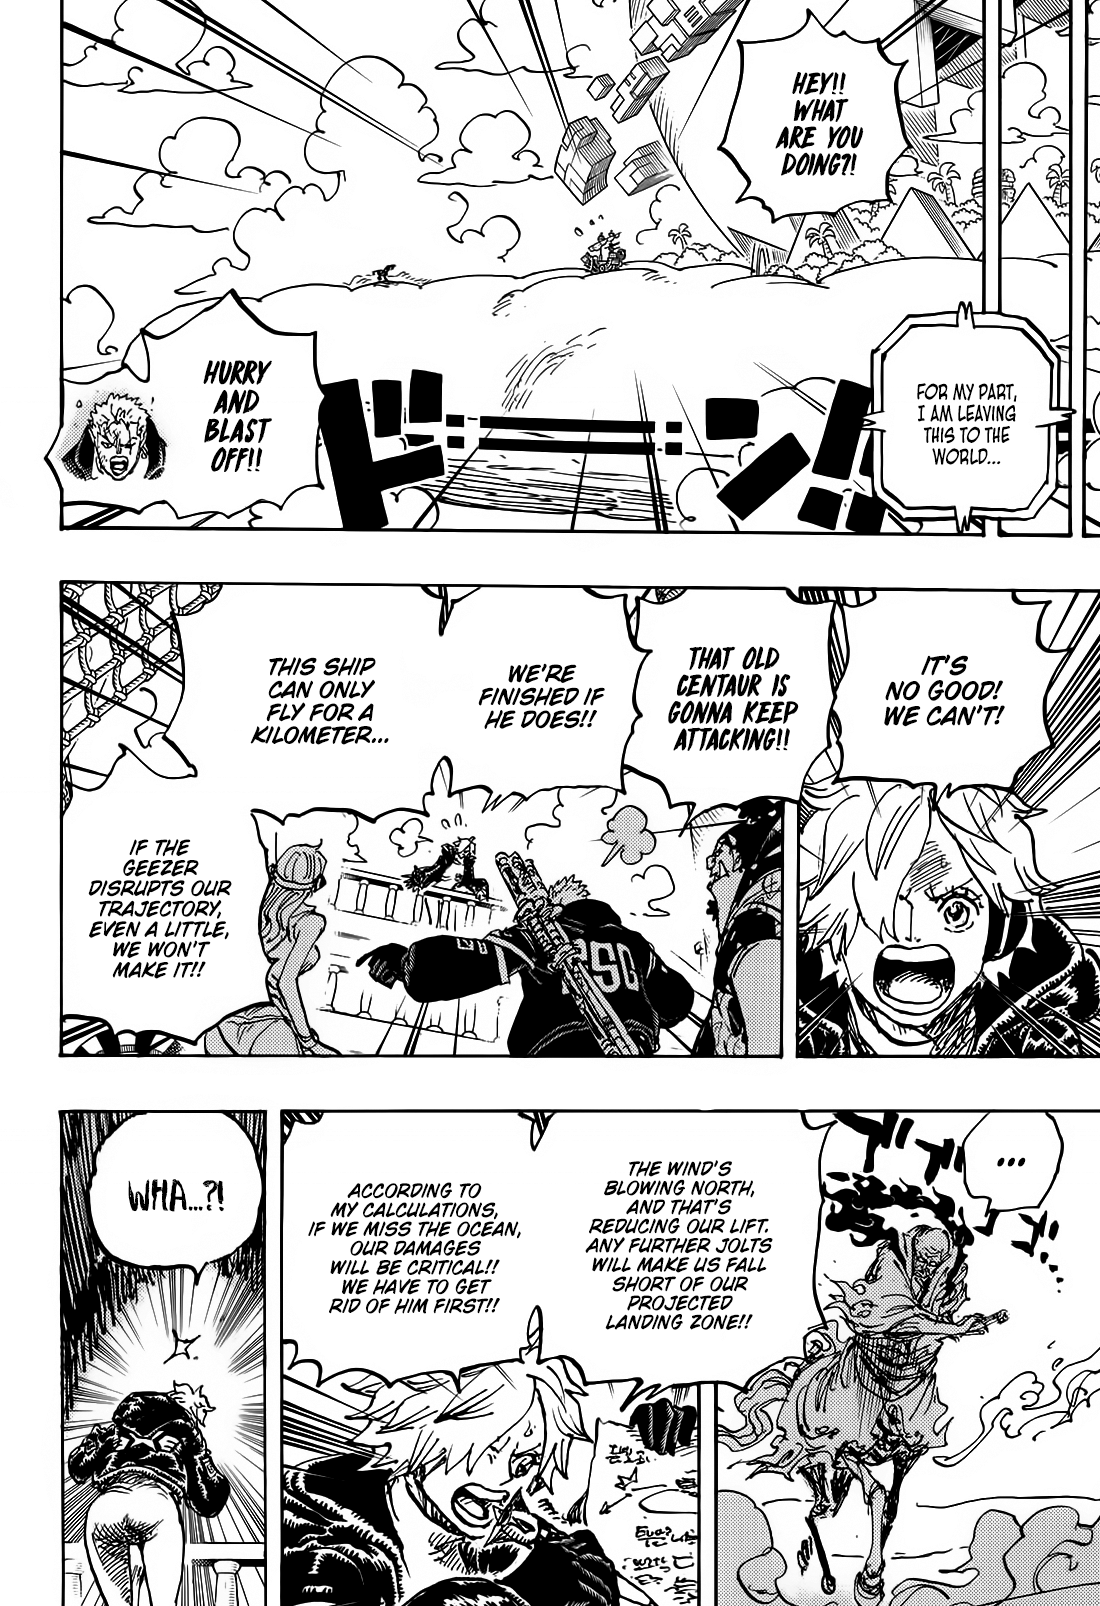 HEY!!
WHAT
ARE YOU
DOING?!
FOR MY PART,
I AM LEAVING
THIS TO THE
WORLD...
HURRY
AND
BLAST
OFF!!
ドーン!!
IT'S
NO GOOD!
WE CAN'T!
THAT OLD
CENTAUR IS
GONNA KEEP
ATTACKING!!
WE'RE
FINISHED IF
HE DOES!!
THIS SHIP
CAN ONLY
FLY FOR A
KILOMETER...
IF THE
GEEZER
DISRUPTS OUR
TRAJECTORY,
EVEN A LITTLE,
WE WON'T
MAKE IT!!
...
THE WIND'S
BLOWING NORTH,
AND THAT'S
REDUCING OUR LIFT.
ANY FURTHER JOLTS
WILL MAKE US FALL
SHORT OF OUR
PROJECTED
LANDING ZONE!!
ACCORDING TO
MY CALCULATIONS,
IF WE MISS THE OCEAN,
OUR DAMAGES
WILL BE CRITICAL!!
WE HAVE TO GET
RID OF HIM FIRST!!
WHA...?!